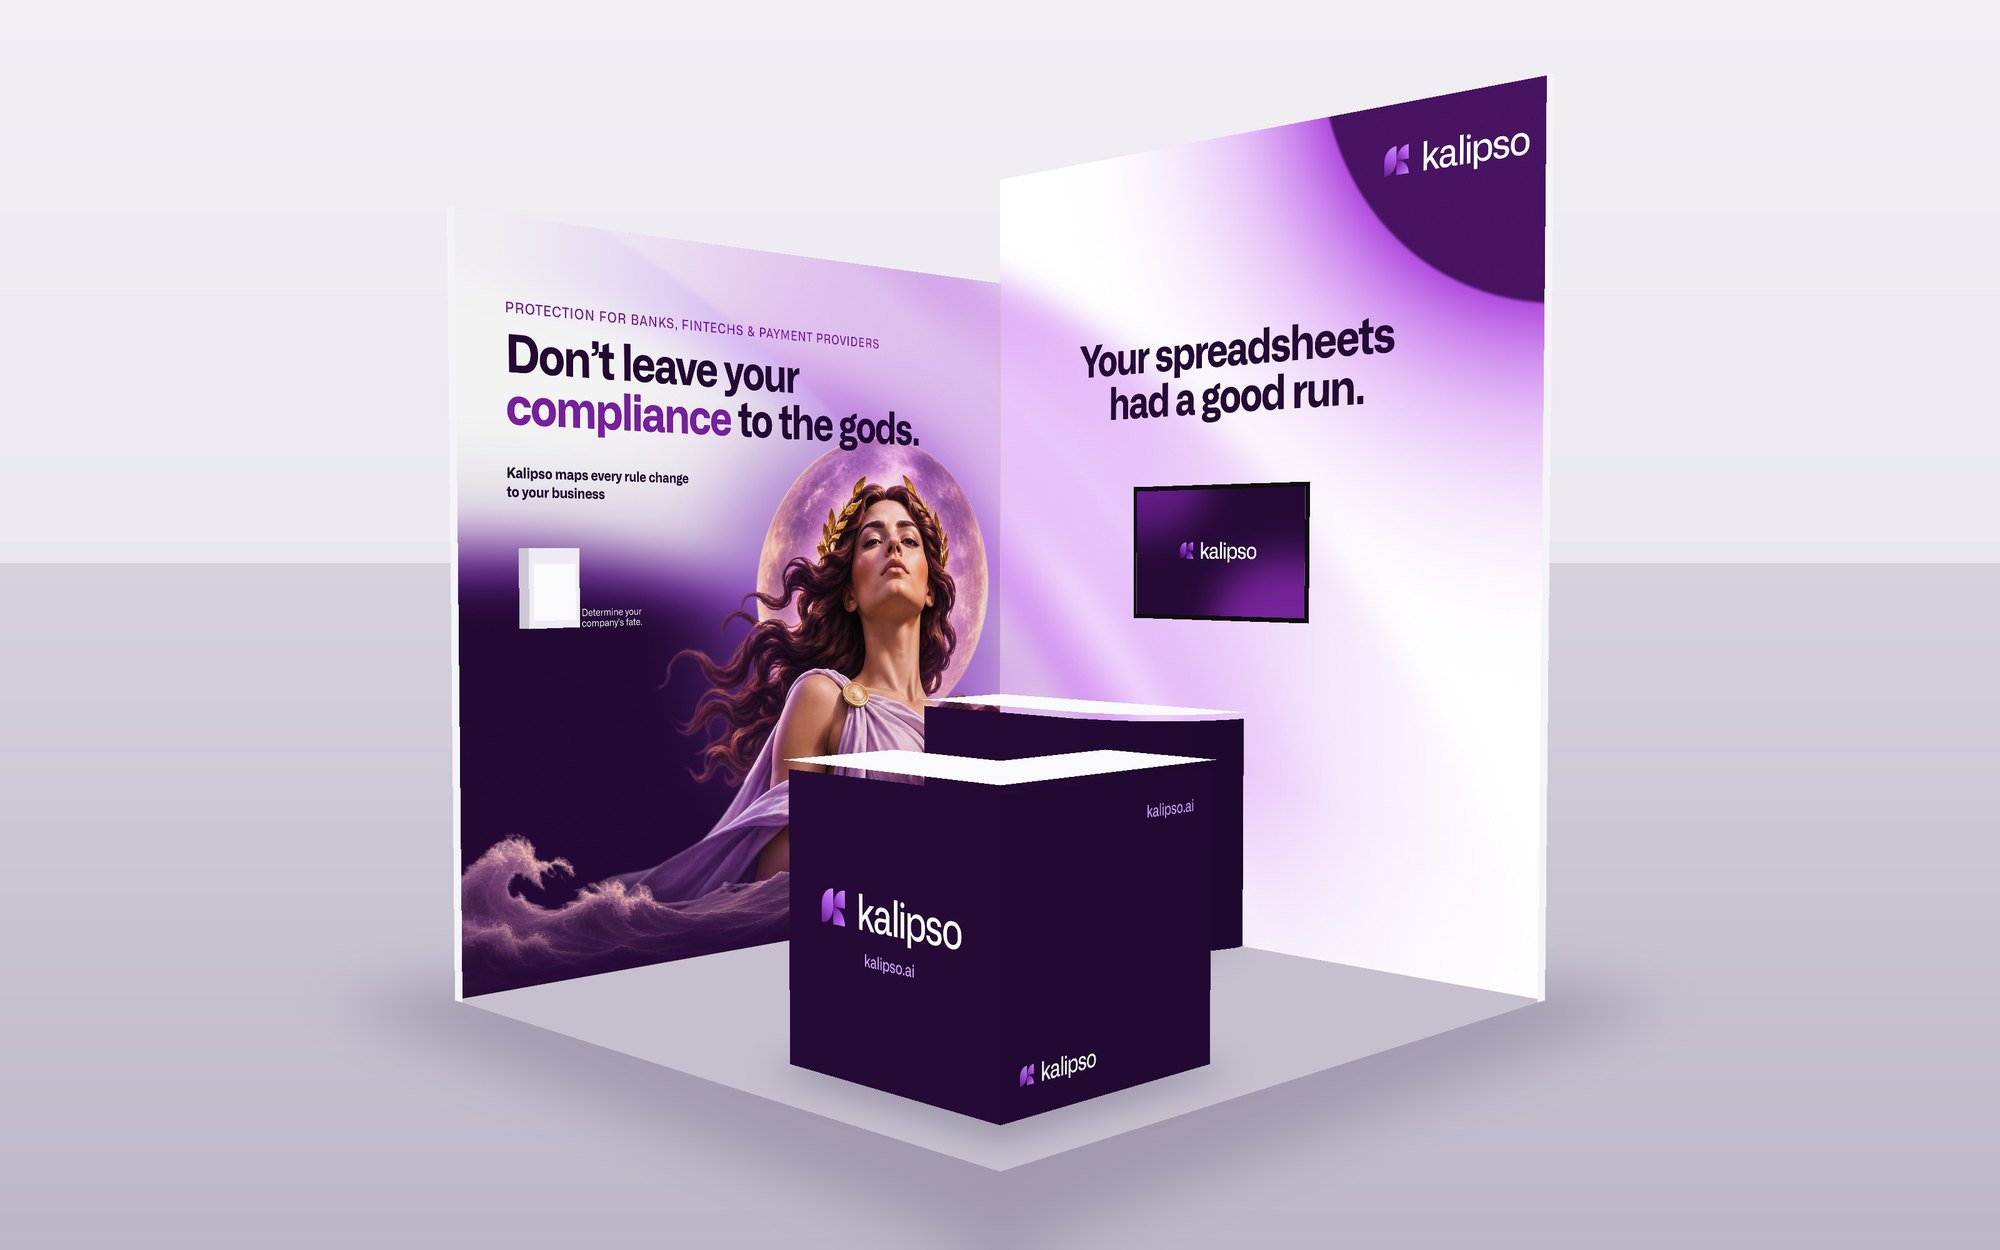 PROTECTION FOR BANKS, FINTECHS & PAYMENT PROVIDERS
Don’t leave your
compliance to the gods.
Kalipso maps every rule change
to your business
Determine your
company's fate.
kalipso
Your spreadsheets
had a good run.
kalipso
kalipso.ai
kalipso
kalipso.ai
kalipso